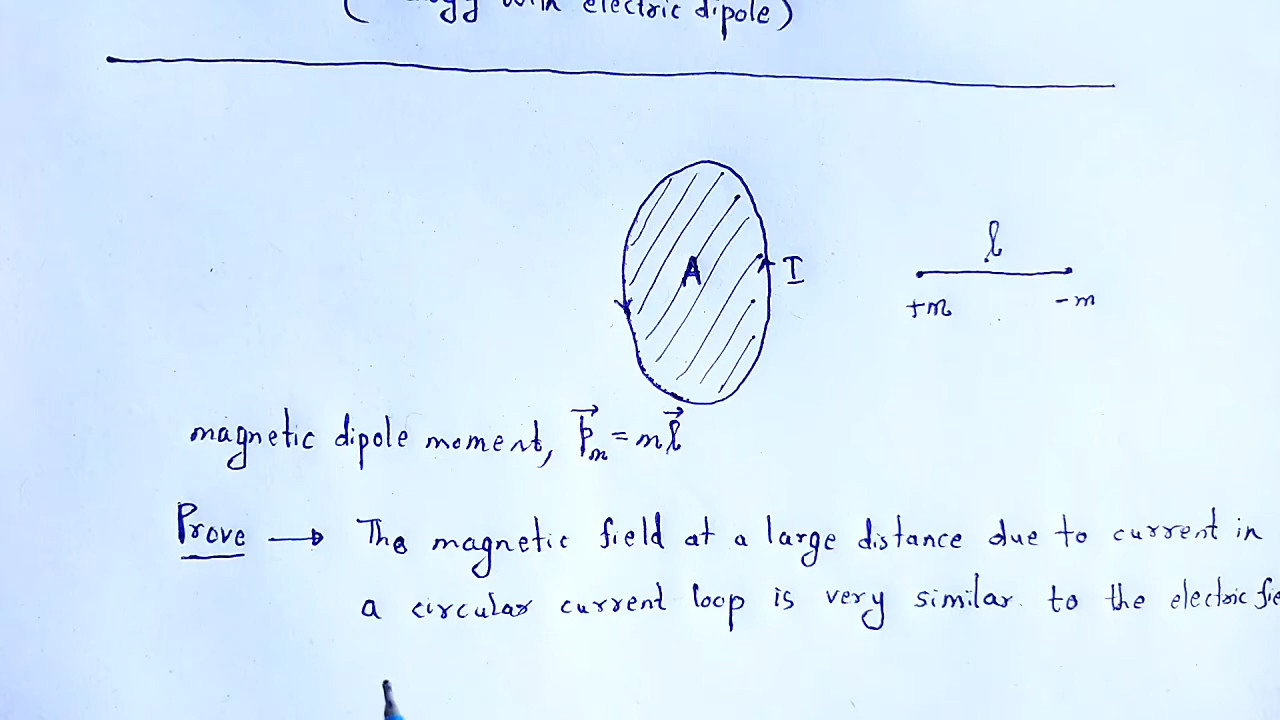 with electric dipole)
A
I
l
+m
-m
magnetic dipole moment, p⃗m = m l⃗
Prove → The magnetic field at a large distance due to current in
a circular current loop is very similar to the electric fie